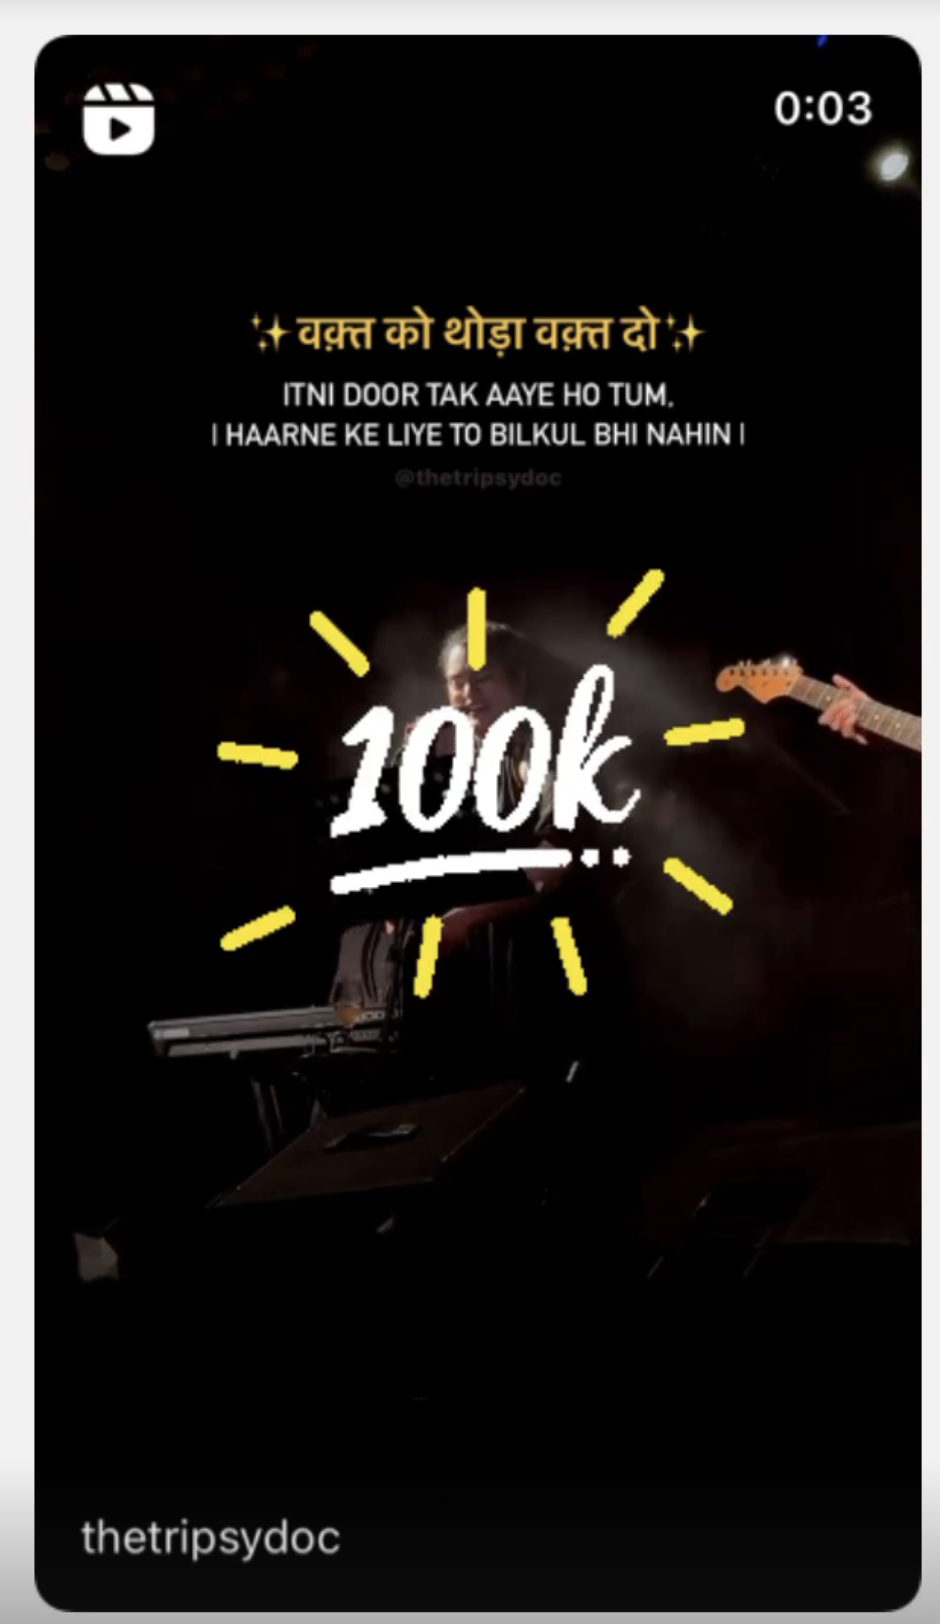 0:03
✨वक़्त को थोड़ा वक़्त दो✨
ITNI DOOR TAK AAYE HO TUM,
| HAARNE KE LIYE TO BILKUL BHI NAHIN |
@thetripsydoc
100k
thetripsydoc